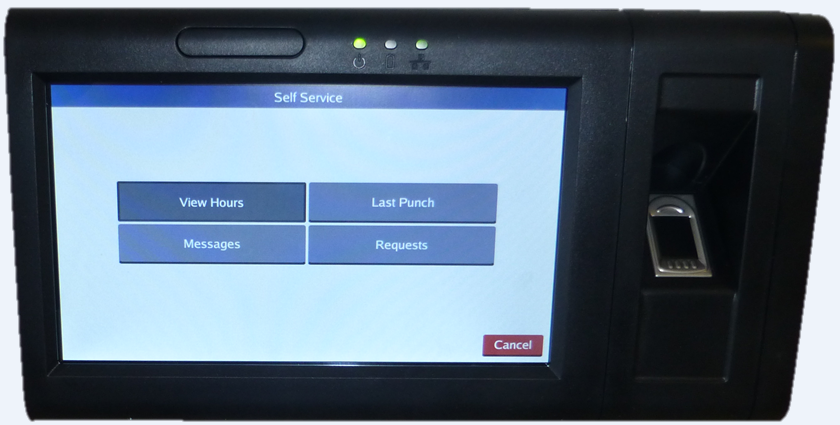 Self Service
View Hours
Last Punch
Messages
Requests
Cancel